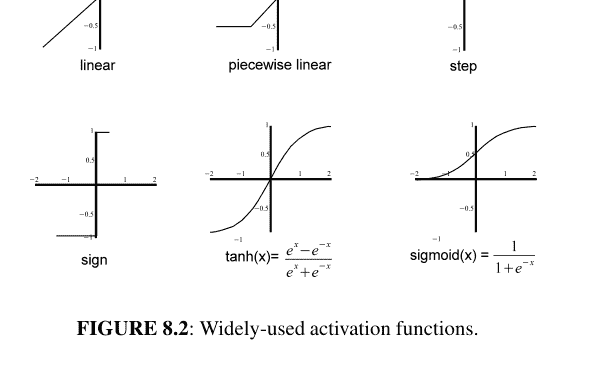 −0.5 −0.5 −0.5
−1 −1 −1
linear piecewise linear step
1 1 1
0.5 0.5 0.5
−2 −1 1 2 −2 −1 1 2 −2 −1 1 2
−0.5 −0.5 −0.5
−1 −1 −1
sign tanh(x)= e^x−e^−x / e^x+e^−x sigmoid(x) = 1 / 1+e^−x
FIGURE 8.2: Widely-used activation functions.